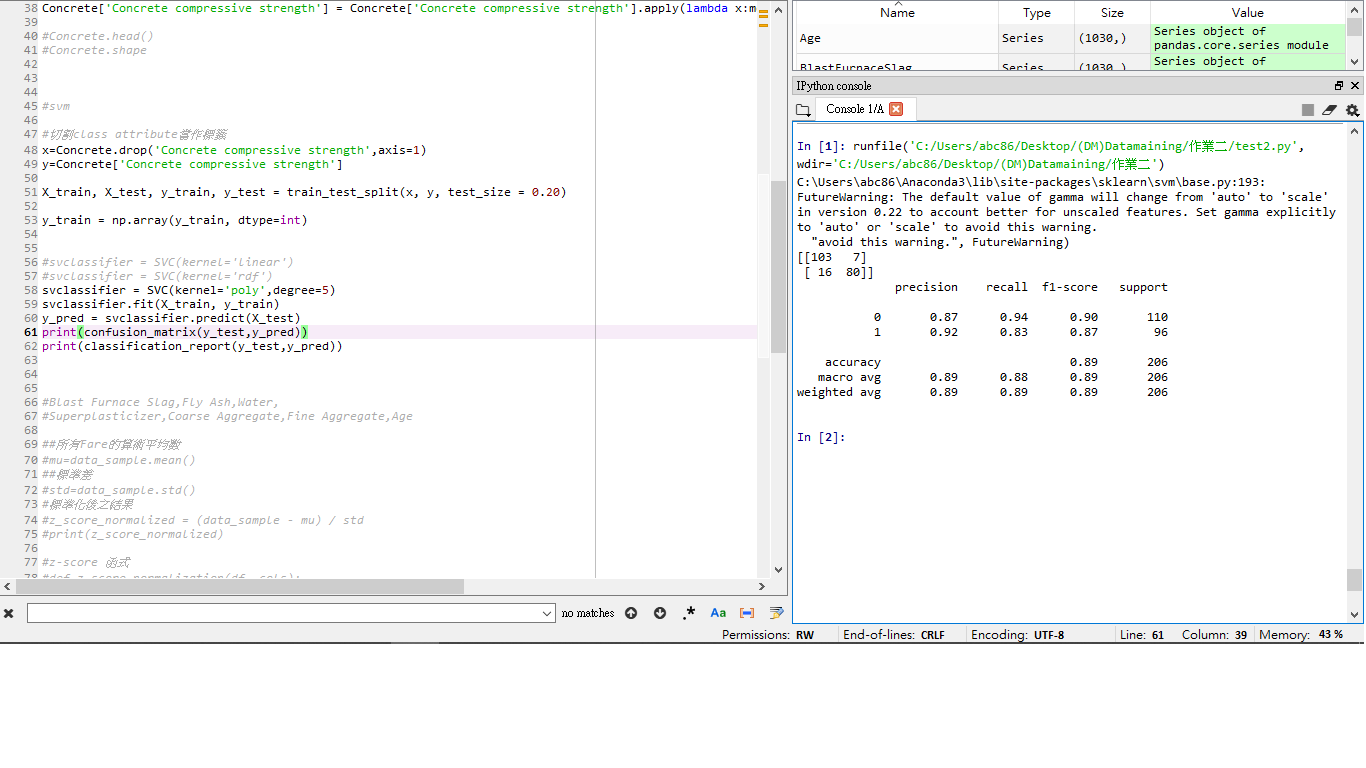 38 Concrete['Concrete compressive strength'] = Concrete['Concrete compressive strength'].apply(lambda x:m
39
40 #Concrete.head()
41 #Concrete.shape
42
43
44
45 #svm
46
47 #切割class attribute當作標籤
48 x=Concrete.drop('Concrete compressive strength',axis=1)
49 y=Concrete['Concrete compressive strength']
50
51 X_train, X_test, y_train, y_test = train_test_split(x, y, test_size = 0.20)
52
53 y_train = np.array(y_train, dtype=int)
54
55
56 #svclassifier = SVC(kernel='linear')
57 #svclassifier = SVC(kernel='rdf')
58 svclassifier = SVC(kernel='poly',degree=5)
59 svclassifier.fit(X_train, y_train)
60 y_pred = svclassifier.predict(X_test)
61 print(confusion_matrix(y_test,y_pred))
62 print(classification_report(y_test,y_pred))
63
64
65
66 #Blast Furnace Slag,Fly Ash,Water,
67 #Superplasticizer,Coarse Aggregate,Fine Aggregate,Age
68
69 ##所有Fare的算術平均數
70 #mu=data_sample.mean()
71 ##標準差
72 #std=data_sample.std()
73 #標準化後之結果
74 #z_score_normalized = (data_sample - mu) / std
75 #print(z_score_normalized)
76
77 #z-score 函式
78 #def z_score_normalization(df, cols):
no matches .* Aa
Name Type Size Value
Age Series (1030,) Series object of
pandas.core.series module
BlastFurnaceSlag Series (1030,) Series object of
IPython console
Console 1/A
In [1]: runfile('C:/Users/abc86/Desktop/(DM)Datamaining/作業二/test2.py',
wdir='C:/Users/abc86/Desktop/(DM)Datamaining/作業二')
C:\Users\abc86\Anaconda3\lib\site-packages\sklearn\svm\base.py:193:
FutureWarning: The default value of gamma will change from 'auto' to 'scale'
in version 0.22 to account better for unscaled features. Set gamma explicitly
to 'auto' or 'scale' to avoid this warning.
"avoid this warning.", FutureWarning)
[[103 7]
[ 16 80]]
precision recall f1-score support
0 0.87 0.94 0.90 110
1 0.92 0.83 0.87 96
accuracy 0.89 206
macro avg 0.89 0.88 0.89 206
weighted avg 0.89 0.89 0.89 206
In [2]:
Permissions: RW End-of-lines: CRLF Encoding: UTF-8 Line: 61 Column: 39 Memory: 43 %